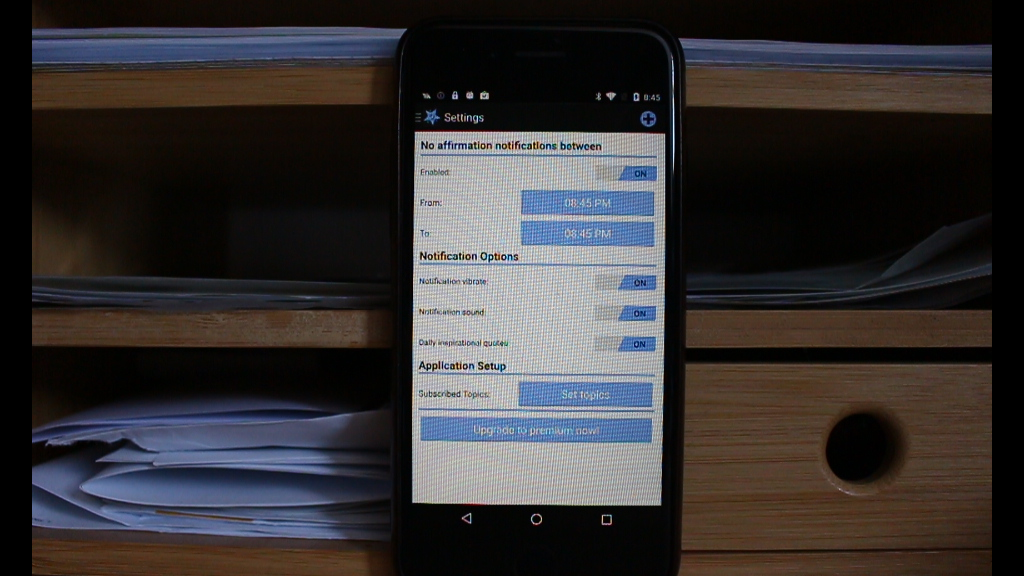 8:45
Settings
No affirmation notifications between
Enabled: ON
From: 08:45 PM
To: 08:45 PM
Notification Options
Notification vibrate: ON
Notification sound: ON
Daily inspirational quotes: ON
Application Setup
Subscribed Topics: Set topics
Upgrade to premium now!